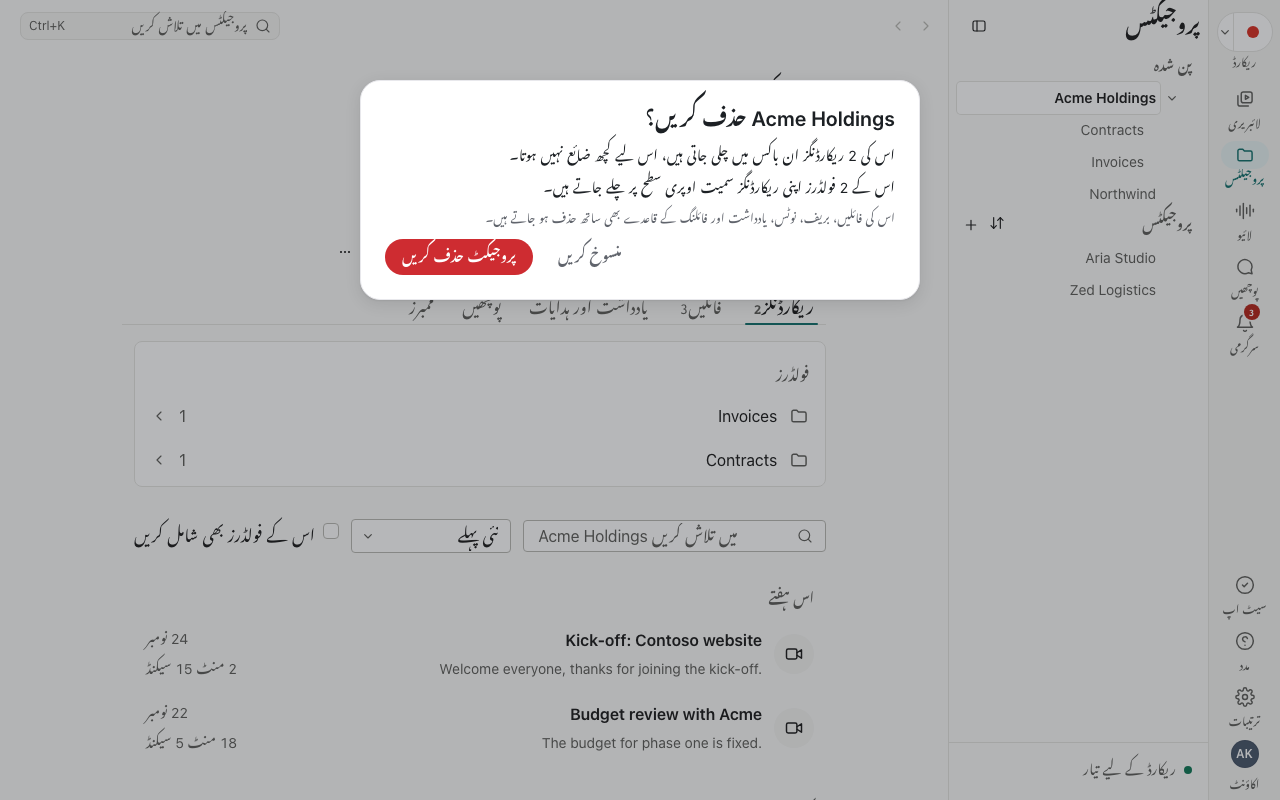 ریکارڈ
لائبریری
پروجیکٹس
لائیو
پوچھیں
3
سرگرمی
سیٹ اپ
مدد
ترتیبات
AK
اکاؤنٹ
پروجیکٹس
پن شدہ
Acme Holdings
Contracts
Invoices
Northwind
پروجیکٹس
Aria Studio
Zed Logistics
ریکارڈ کے لیے تیار
پروجیکٹس میں تلاش کریں
Ctrl+K
Acme Holdings حذف کریں؟
اس کی 2 ریکارڈنگز ان باکس میں چلی جاتی ہیں، اس لیے کچھ ضائع نہیں ہوتا۔
اس کے 2 فولڈرز اپنی ریکارڈنگز سمیت اوپری سطح پر چلے جاتے ہیں۔
اس کی فائلیں، بریف، نوٹس، یادداشت اور فائلنگ کے قاعدے بھی ساتھ حذف ہو جاتے ہیں۔
منسوخ کریں
پروجیکٹ حذف کریں
ریکارڈنگز 2
فائلیں 3
یادداشت اور ہدایات
پوچھیں
ممبرز
فولڈرز
Invoices 1
Contracts 1
Acme Holdings میں تلاش کریں
نئی پہلے
اس کے فولڈرز بھی شامل کریں
اس ہفتے
Kick-off: Contoso website
24 نومبر
Welcome everyone, thanks for joining the kick-off.
2 منٹ 15 سیکنڈ
Budget review with Acme
22 نومبر
The budget for phase one is fixed.
18 منٹ 5 سیکنڈ